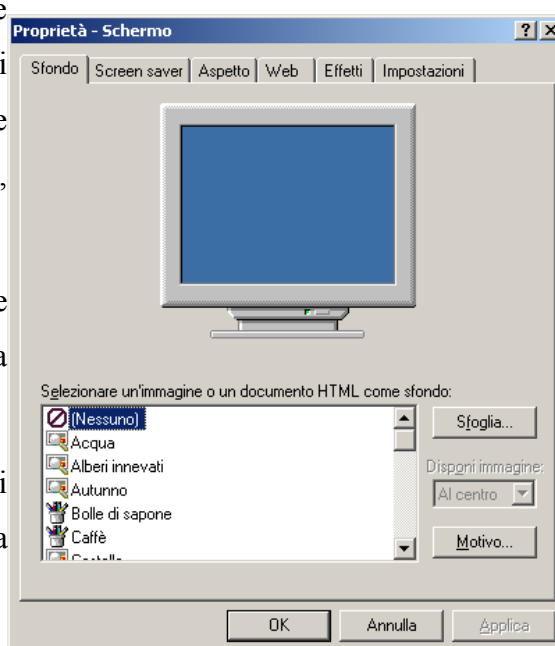 e
Proprietà - Schermo
i
Sfondo Screen saver Aspetto Web Effetti Impostazioni
e
,
e
a
Selezionare un'immagine o un documento HTML come sfondo:
(Nessuno)
Sfoglia...
Acqua
Alberi innevati
Disponi immagine:
i
Autunno
Al centro
Bolle di sapone
a
Caffè
Motivo...
OK Annulla Applica